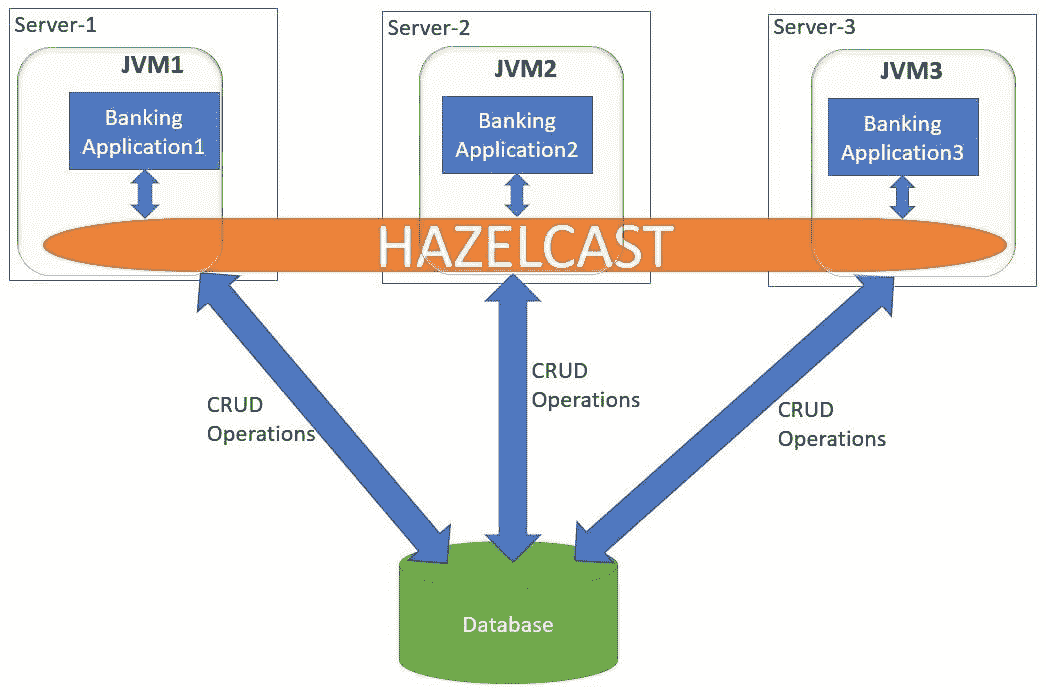 Server-1
JVM1
Banking
Application1
Server-2
JVM2
Banking
Application2
Server-3
JVM3
Banking
Application3
HAZELCAST
CRUD
Operations
CRUD
Operations
CRUD
Operations
Database